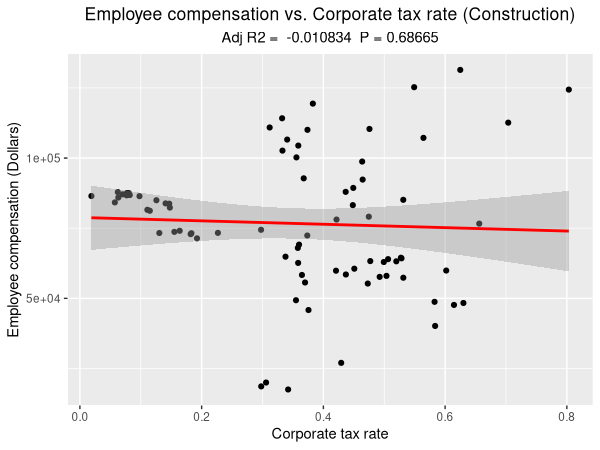 Employee compensation vs. Corporate tax rate (Construction)
Adj R2 =  -0.010834  P = 0.68665
Employee compensation (Dollars)
1e+05
5e+04
0.0 0.2 0.4 0.6 0.8
Corporate tax rate